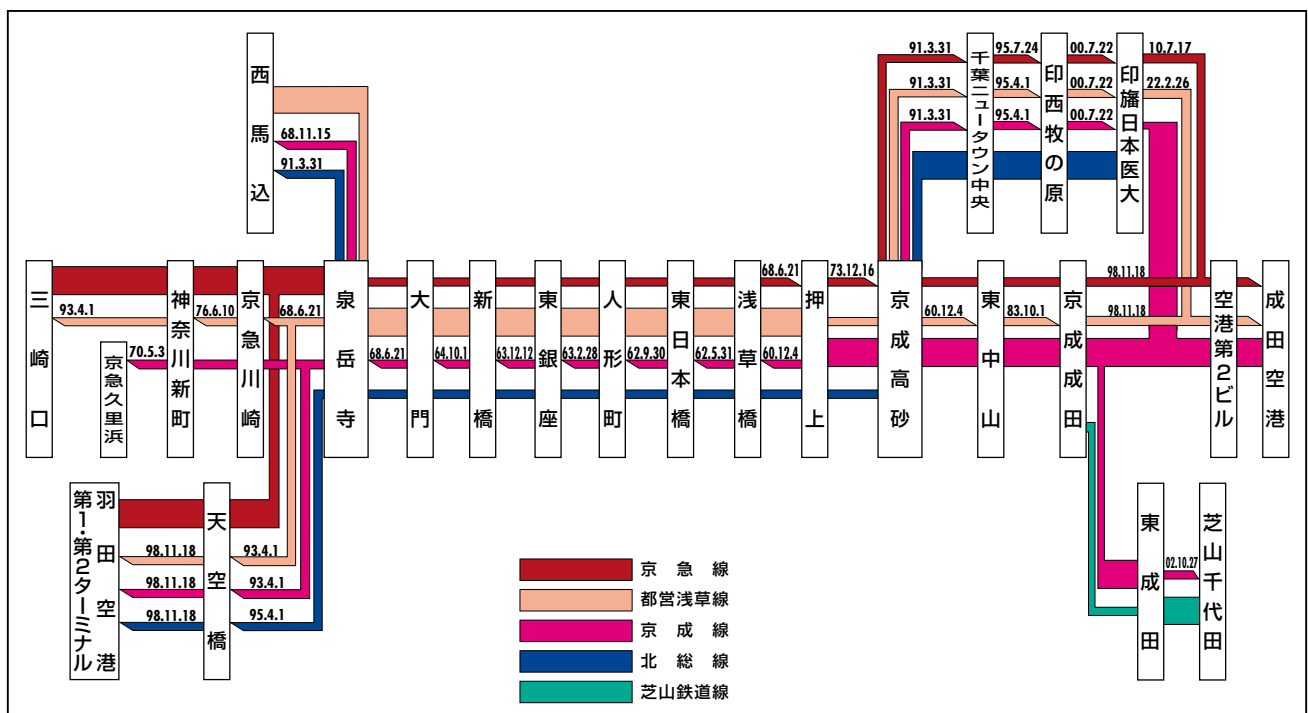 西馬込
68.11.15
91.3.31
91.3.31
95.7.24
00.7.22
10.7.17
91.3.31
95.4.1
00.7.22
22.2.26
91.3.31
95.4.1
00.7.22
千葉ニュータウン中央
印西牧の原
印旛日本医大
三崎口
93.4.1
神奈川新町
76.6.10
京急川崎
68.6.21
泉岳寺
大門
新橋
東銀座
人形町
東日本橋
浅草橋
68.6.21
押上
73.12.16
京成高砂
60.12.4
東中山
83.10.1
京成成田
98.11.18
98.11.18
空港第2ビル
成田空港
70.5.3
京急久里浜
68.6.21
64.10.1
63.12.12
63.2.28
62.9.30
62.5.31
60.12.4
羽田空港
第1・第2ターミナル
98.11.18
98.11.18
98.11.18
天空橋
93.4.1
93.4.1
95.4.1
東成田
02.10.27
芝山千代田
京急線
都営浅草線
京成線
北総線
芝山鉄道線